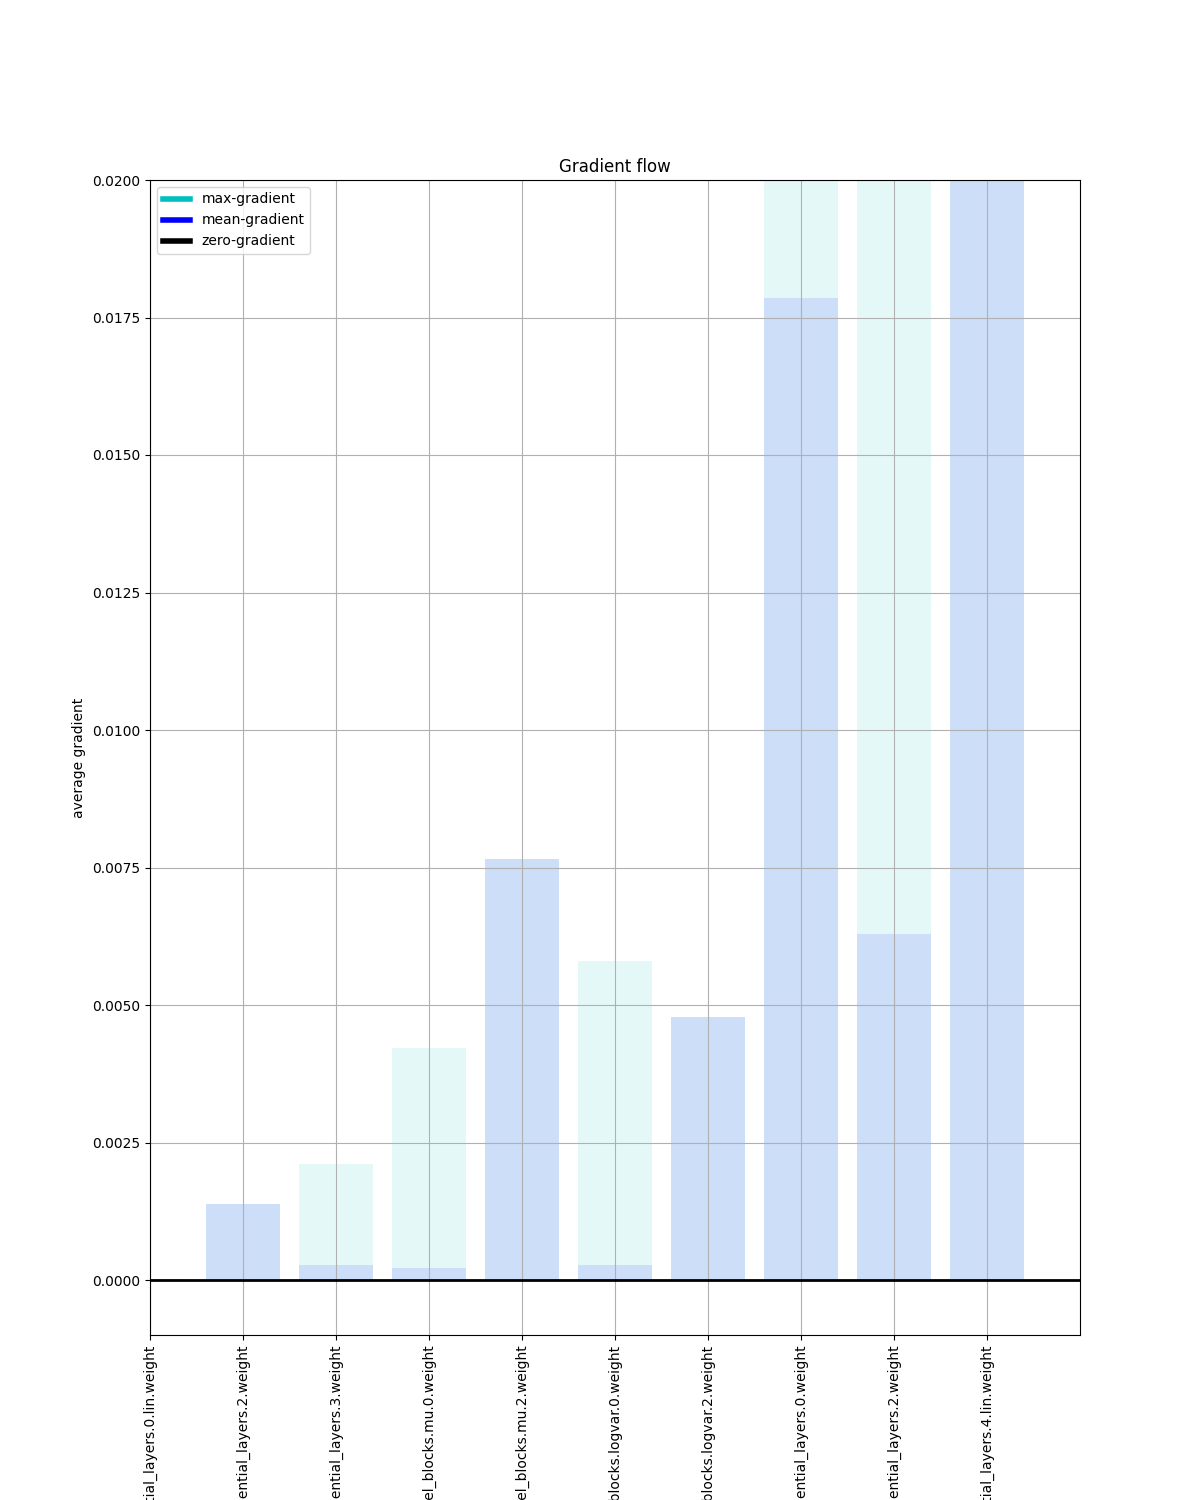 Gradient flow
max-gradient
mean-gradient
zero-gradient
0.0200
0.0175
0.0150
0.0125
0.0100
0.0075
0.0050
0.0025
0.0000
average gradient
tial_layers.0.lin.weight
ential_layers.2.weight
ential_layers.3.weight
el_blocks.mu.0.weight
el_blocks.mu.2.weight
blocks.logvar.0.weight
blocks.logvar.2.weight
ential_layers.0.weight
ential_layers.2.weight
tial_layers.4.lin.weight